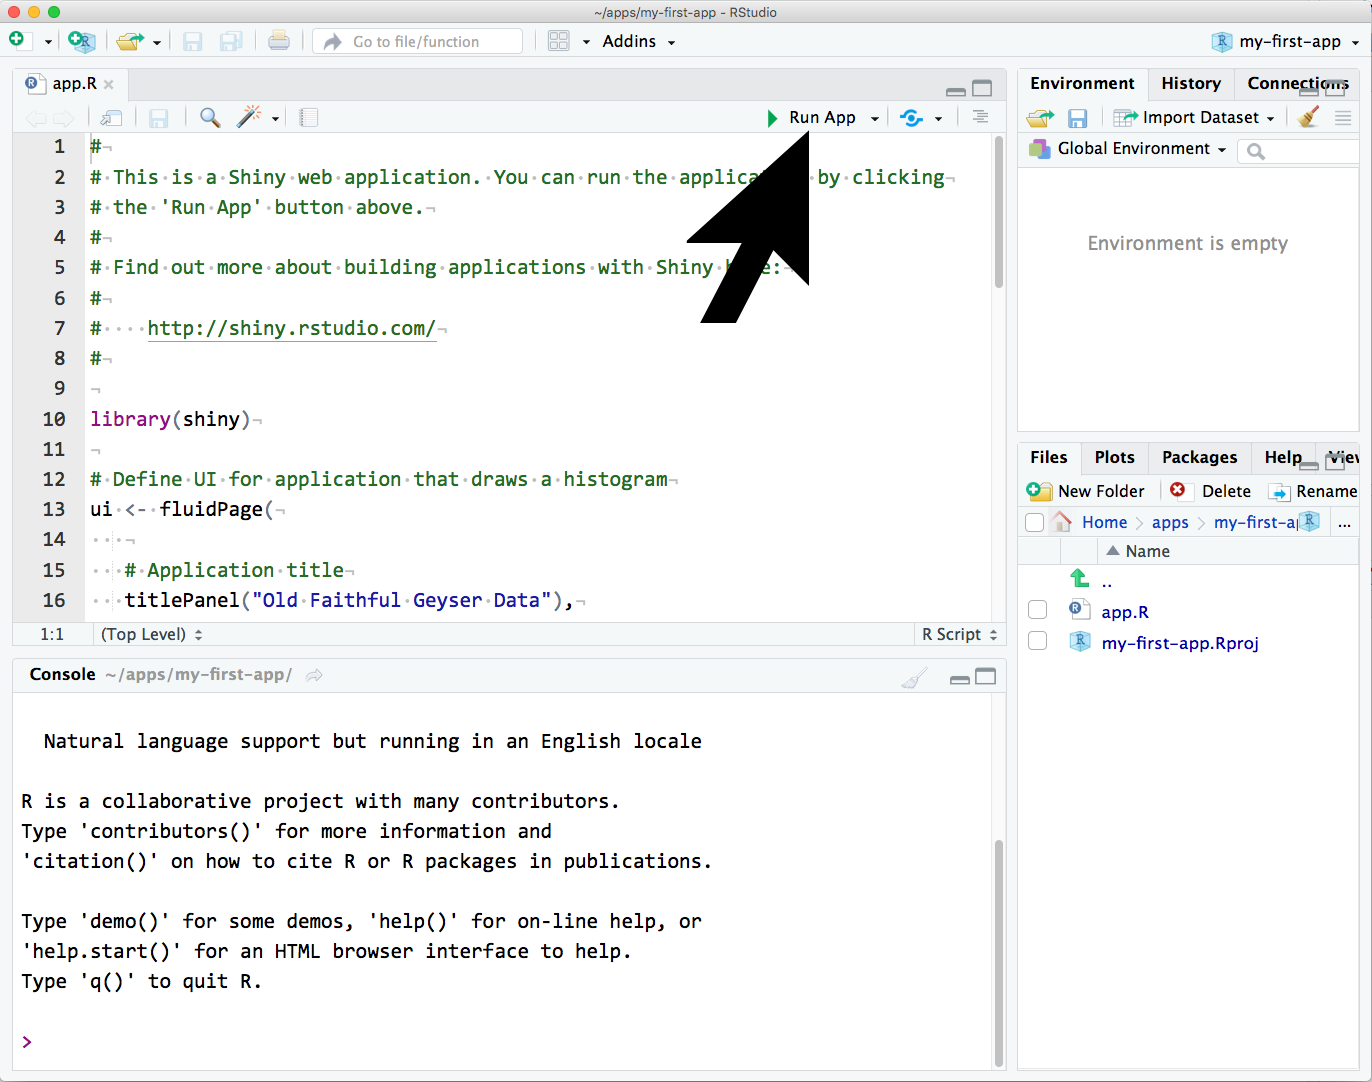 ~/apps/my-first-app - RStudio
Go to file/function
Addins
my-first-app
app.R
Run App
1 #
2 # This is a Shiny web application. You can run the by clicking
3 # the 'Run App' button above.
4 #
5 # Find out more about building applications with Shiny
6 #
7 # http://shiny.rstudio.com/
8 #
9
10 library(shiny)
11
12 # Define UI for application that draws a histogram
13 ui <- fluidPage(
14
15 # Application title
16 titlePanel("Old Faithful Geyser Data"),
1:1 (Top Level) R Script
Console ~/apps/my-first-app/
Natural language support but running in an English locale
R is a collaborative project with many contributors.
Type 'contributors()' for more information and
'citation()' on how to cite R or R packages in publications.
Type 'demo()' for some demos, 'help()' for on-line help, or
'help.start()' for an HTML browser interface to help.
Type 'q()' to quit R.
>
Environment History Connections
Import Dataset
Global Environment
Environment is empty
Files Plots Packages Help
New Folder Delete Rename
Home apps my-first-a ...
Name
..
app.R
my-first-app.Rproj